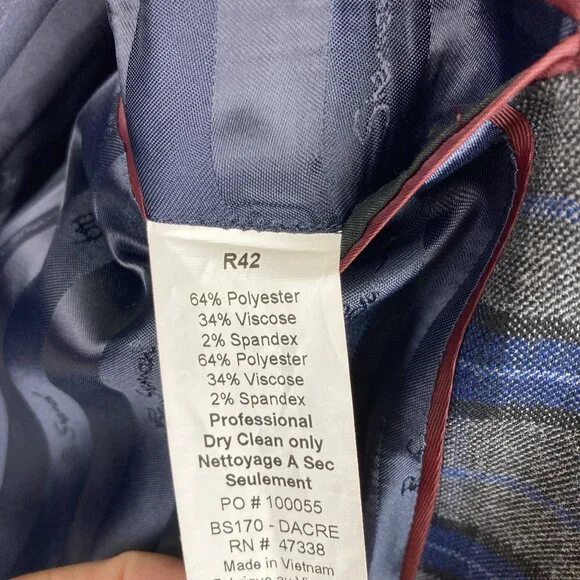 R42
64% Polyester
34% Viscose
2% Spandex
64% Polyester
34% Viscose
2% Spandex
Professional
Dry Clean only
Nettoyage A Sec
Seulement
PO # 100055
BS170 - DACRE
RN # 47338
Made in Vietnam